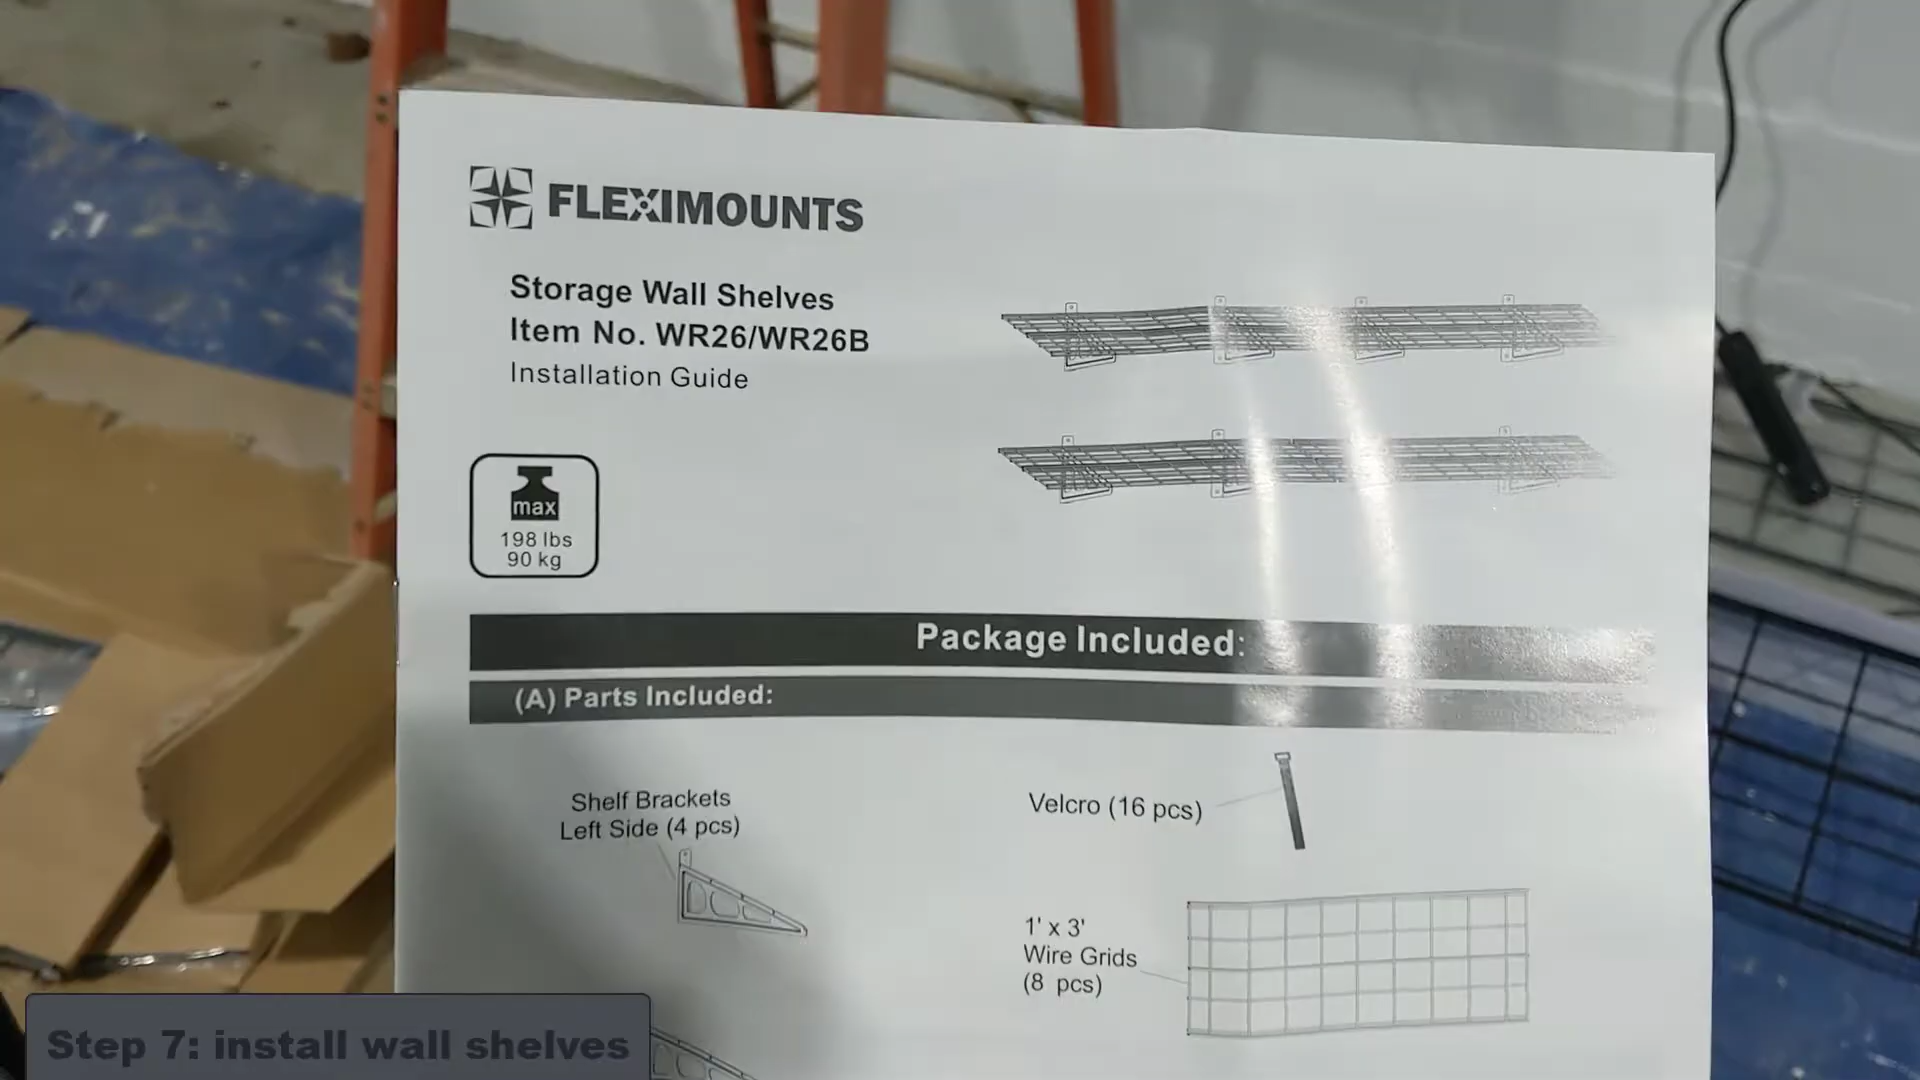 FLEXIMOUNTS
Storage Wall Shelves
Item No. WR26/WR26B
Installation Guide
max
198 lbs
90 kg
Package Included:
(A) Parts Included:
Shelf Brackets
Left Side (4 pcs)
Velcro (16 pcs)
1' x 3'
Wire Grids
(8 pcs)
Step 7: install wall shelves